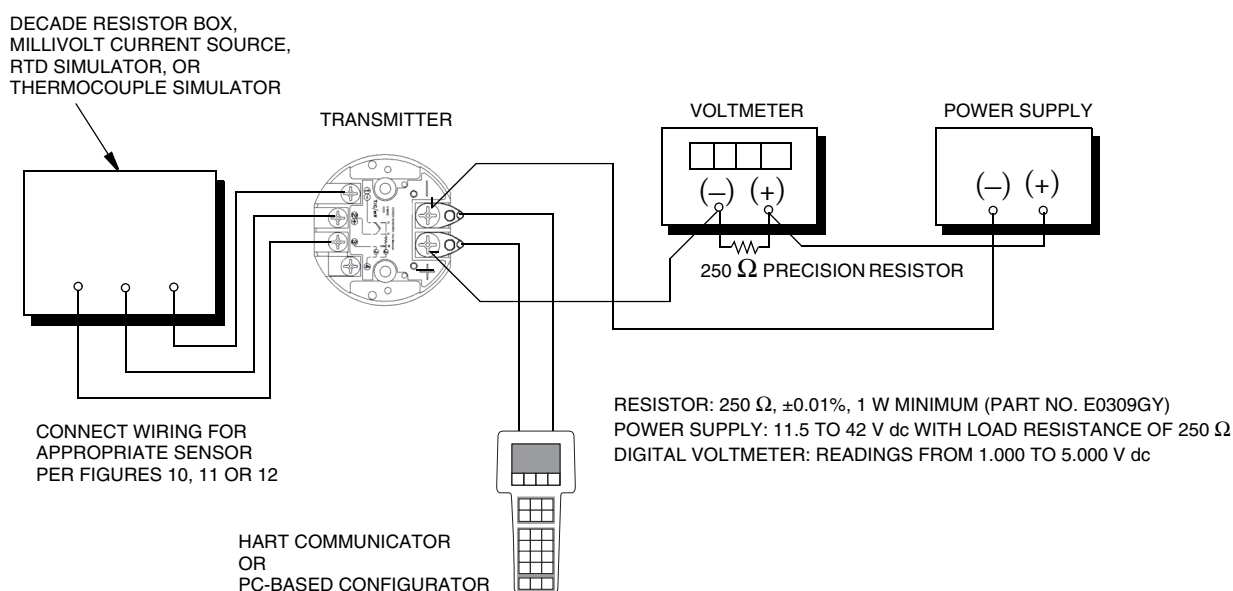 DECADE RESISTOR BOX,
MILLIVOLT CURRENT SOURCE,
RTD SIMULATOR, OR
THERMOCOUPLE SIMULATOR
TRANSMITTER
VOLTMETER
POWER SUPPLY
(–) (+)
(–) (+)
250 Ω PRECISION RESISTOR
RESISTOR: 250 Ω, ±0.01%, 1 W MINIMUM (PART NO. E0309GY)
POWER SUPPLY: 11.5 TO 42 V dc WITH LOAD RESISTANCE OF 250 Ω
DIGITAL VOLTMETER: READINGS FROM 1.000 TO 5.000 V dc
CONNECT WIRING FOR
APPROPRIATE SENSOR
PER FIGURES 10, 11 OR 12
HART COMMUNICATOR
OR
PC-BASED CONFIGURATOR